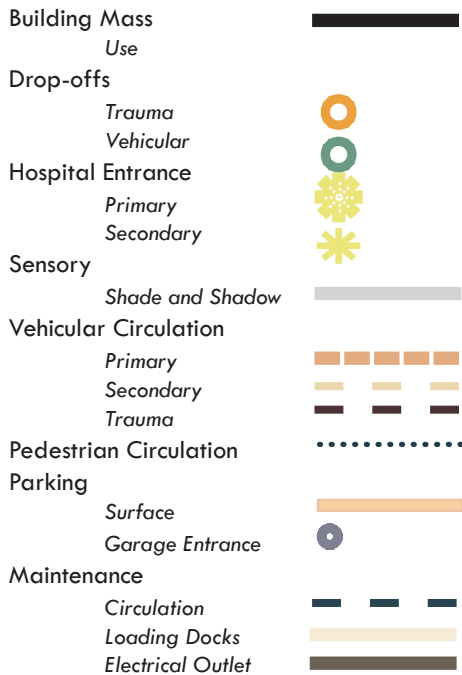 Building Mass
Use
Drop-offs
Trauma
Vehicular
Hospital Entrance
Primary
Secondary
Sensory
Shade and Shadow
Vehicular Circulation
Primary
Secondary
Trauma
Pedestrian Circulation
Parking
Surface
Garage Entrance
Maintenance
Circulation
Loading Docks
Electrical Outlet